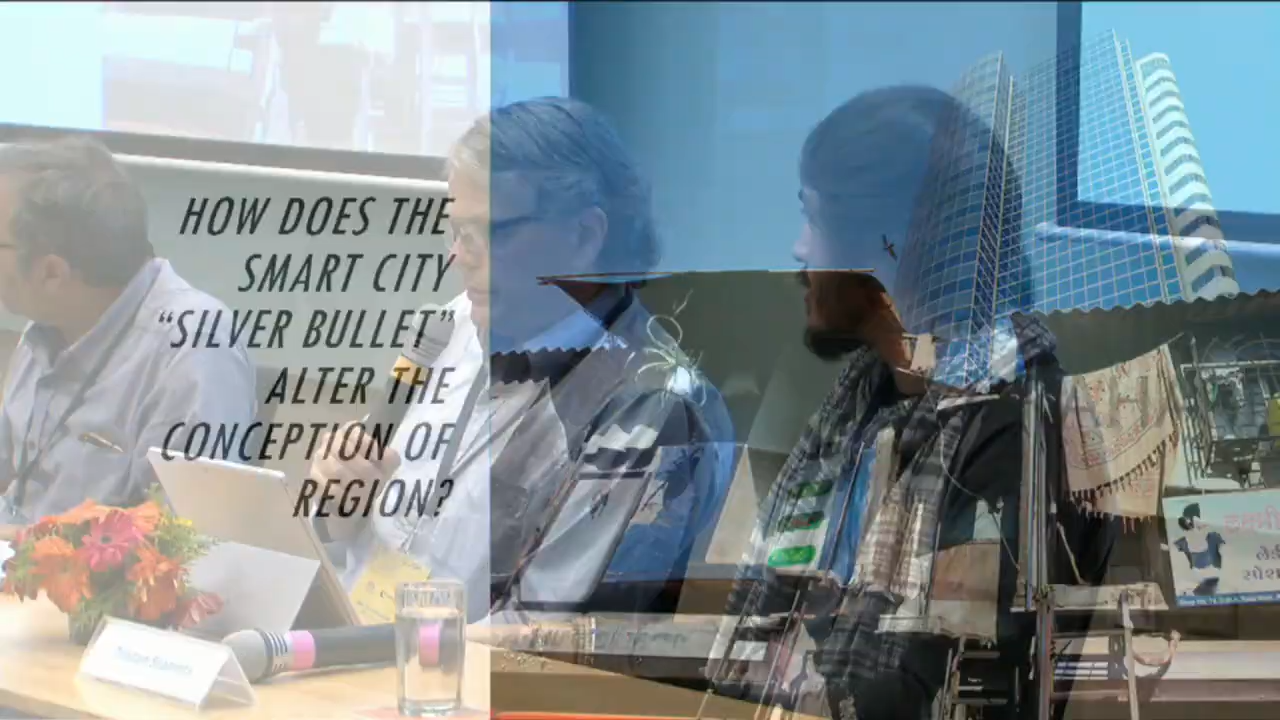 HOW DOES THE
SMART CITY
“SILVER BULLET”
ALTER THE
CONCEPTION OF
REGION?